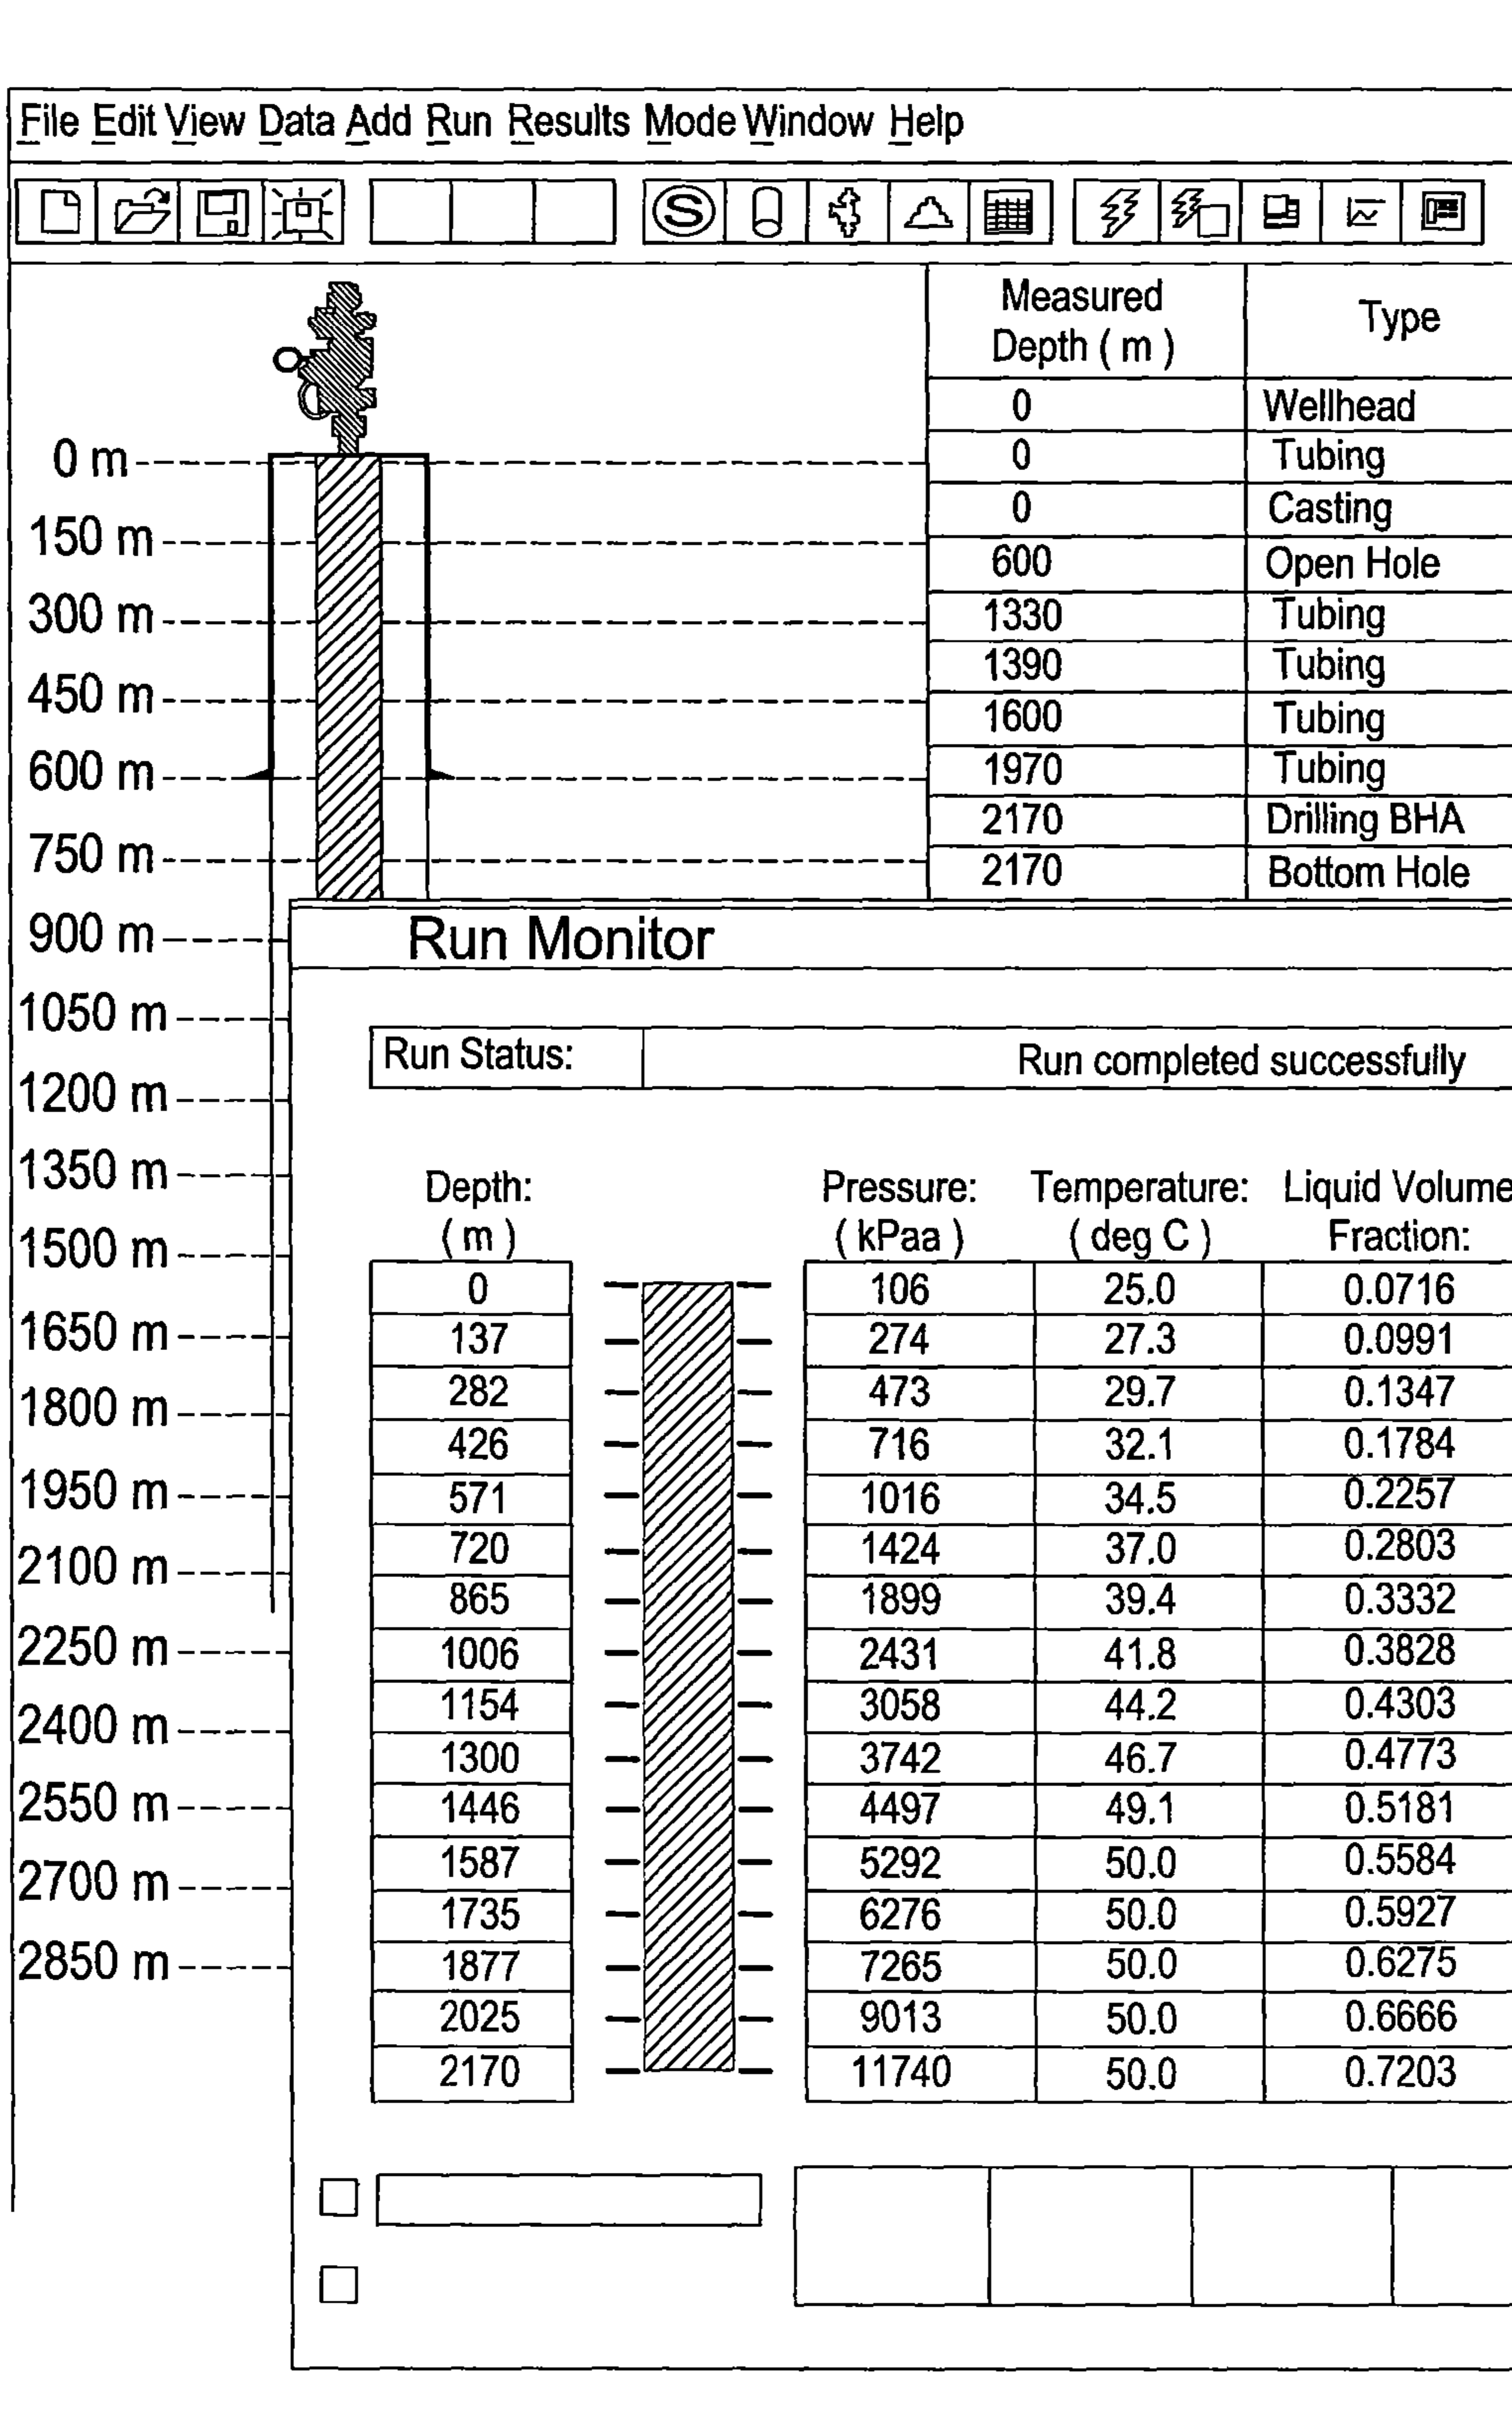 File Edit View Data Add Run Results Mode Window Help
S
Measured Depth ( m ) Type
0 Wellhead
0 Tubing
0 Casting
600 Open Hole
1330 Tubing
1390 Tubing
1600 Tubing
1970 Tubing
2170 Drilling BHA
2170 Bottom Hole
0 m
150 m
300 m
450 m
600 m
750 m
900 m
1050 m
1200 m
1350 m
1500 m
1650 m
1800 m
1950 m
2100 m
2250 m
2400 m
2550 m
2700 m
2850 m
Run Monitor
Run Status: Run completed successfully
Depth: Pressure: Temperature: Liquid Volume
( m ) ( kPaa ) ( deg C ) Fraction:
0 106 25.0 0.0716
137 274 27.3 0.0991
282 473 29.7 0.1347
426 716 32.1 0.1784
571 1016 34.5 0.2257
720 1424 37.0 0.2803
865 1899 39.4 0.3332
1006 2431 41.8 0.3828
1154 3058 44.2 0.4303
1300 3742 46.7 0.4773
1446 4497 49.1 0.5181
1587 5292 50.0 0.5584
1735 6276 50.0 0.5927
1877 7265 50.0 0.6275
2025 9013 50.0 0.6666
2170 11740 50.0 0.7203